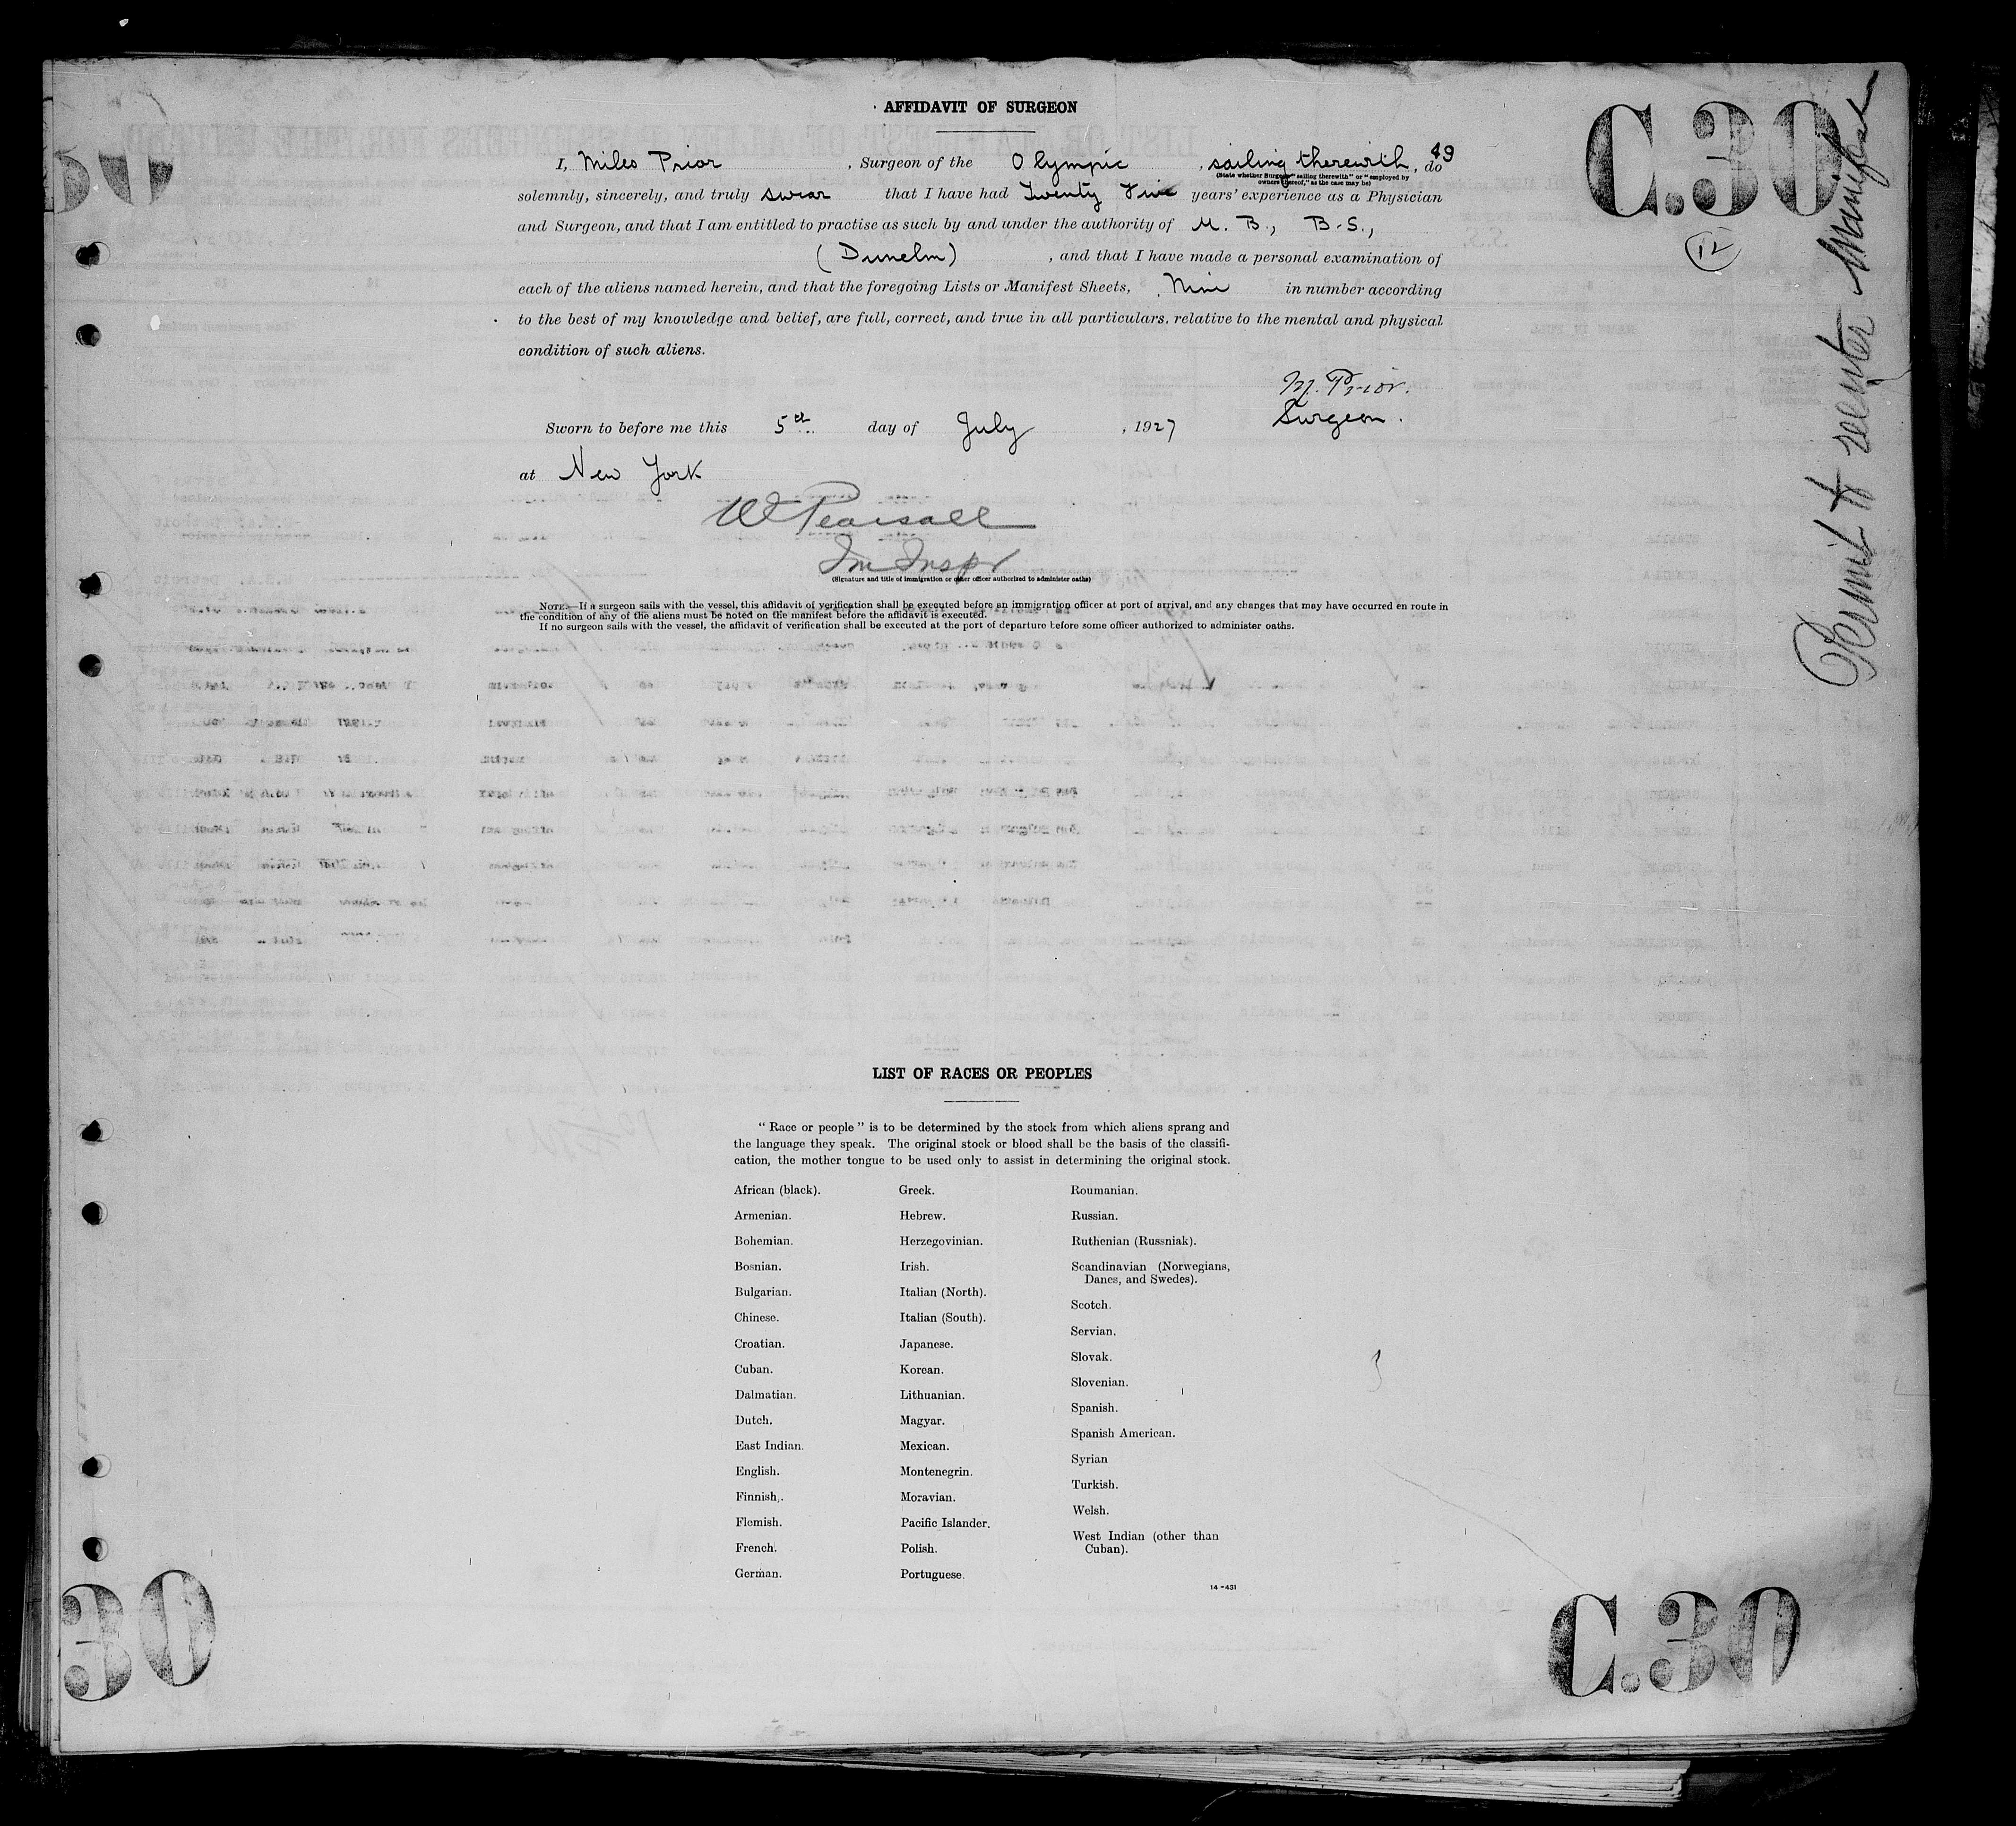 AFFIDAVIT OF SURGEON
C.30
30
49
12
I, Miles Prior, Surgeon of the Olympic, sailing therewith, do
(State whether Surgeon "sailing therewith" or "employed by
owners thereof," as the case may be)
solemnly, sincerely, and truly swear that I have had Twenty Five years' experience as a Physician
and Surgeon, and that I am entitled to practise as such by and under the authority of M. B., B.S.,
(Dunelm), and that I have made a personal examination of
each of the aliens named herein, and that the foregoing Lists or Manifest Sheets, Nine in number according
to the best of my knowledge and belief, are full, correct, and true in all particulars, relative to the mental and physical
condition of such aliens.
M. Prior.
Surgeon.
Sworn to before me this 5th day of July, 1927
at New York
W Pearsall
Im Inspr
(Signature and title of immigration or other officer authorized to administer oaths)
NOTE.—If a surgeon sails with the vessel, this affidavit of verification shall be executed before an immigration officer at port of arrival, and any changes that may have occurred en route in
the condition of any of the aliens must be noted on the manifest before the affidavit is executed.
If no surgeon sails with the vessel, the affidavit of verification shall be executed at the port of departure before some officer authorized to administer oaths.
Permit to reenter Manifest
LIST OF RACES OR PEOPLES
"Race or people" is to be determined by the stock from which aliens sprang and
the language they speak. The original stock or blood shall be the basis of the classifi-
cation, the mother tongue to be used only to assist in determining the original stock.
African (black).
Armenian.
Bohemian.
Bosnian.
Bulgarian.
Chinese.
Croatian.
Cuban.
Dalmatian.
Dutch.
East Indian.
English.
Finnish.
Flemish.
French.
German.
Greek.
Hebrew.
Herzegovinian.
Irish.
Italian (North).
Italian (South).
Japanese.
Korean.
Lithuanian.
Magyar.
Mexican.
Montenegrin.
Moravian.
Pacific Islander.
Polish.
Portuguese.
Roumanian.
Russian.
Ruthenian (Russniak).
Scandinavian (Norwegians,
Danes, and Swedes).
Scotch.
Servian.
Slovak.
Slovenian.
Spanish.
Spanish American.
Syrian
Turkish.
Welsh.
West Indian (other than
Cuban).
14-431
30
C.30